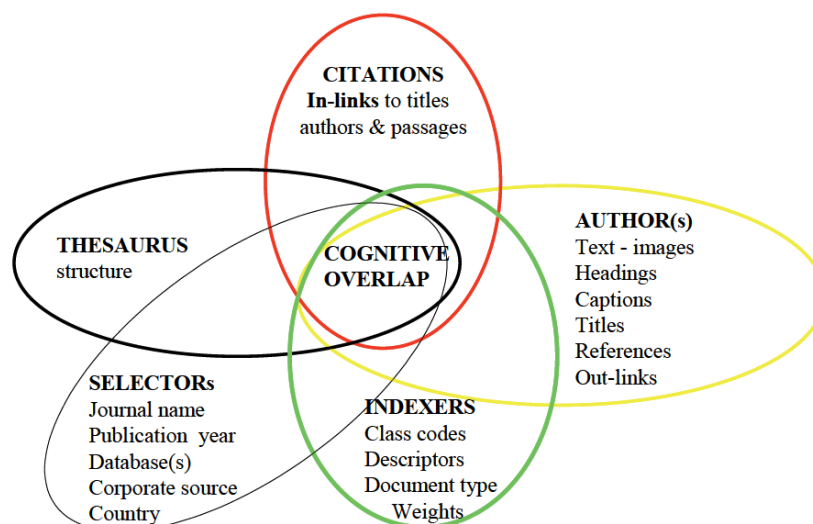 CITATIONS
In-links to titles
authors & passages
THESAURUS
structure
COGNITIVE
OVERLAP
AUTHOR(s)
Text - images
Headings
Captions
Titles
References
Out-links
SELECTORs
Journal name
Publication year
Database(s)
Corporate source
Country
INDEXERS
Class codes
Descriptors
Document type
Weights